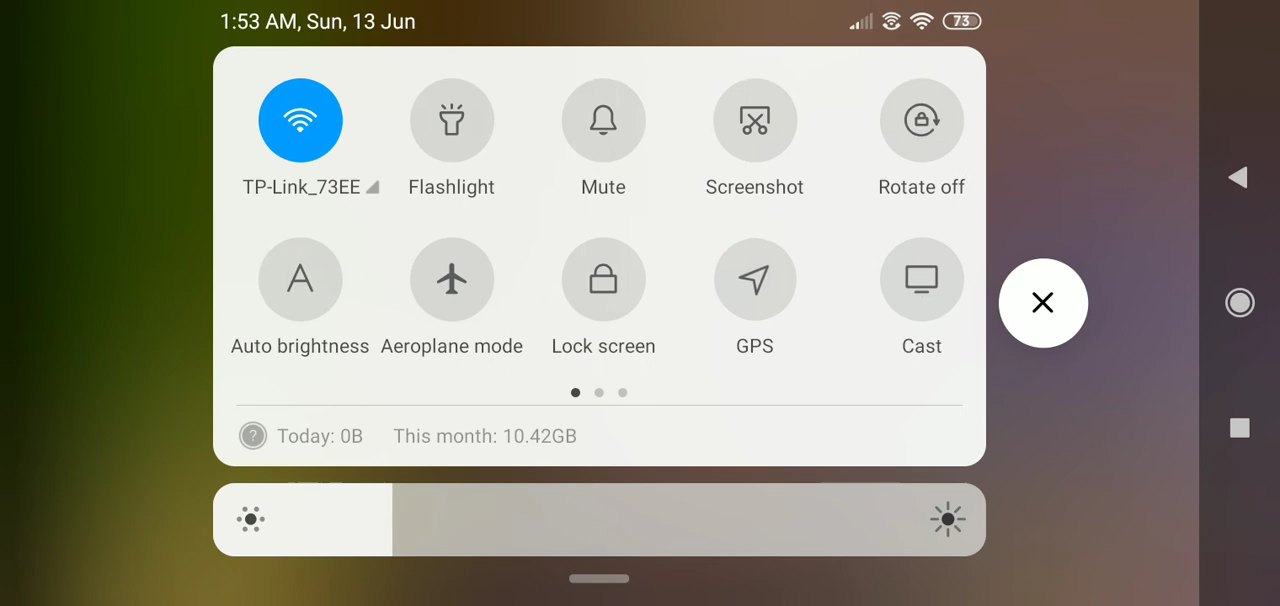 1:53 AM, Sun, 13 Jun 73
TP-Link_73EE Flashlight Mute Screenshot Rotate off
A
Auto brightness Aeroplane mode Lock screen GPS Cast
? Today: 0B This month: 10.42GB